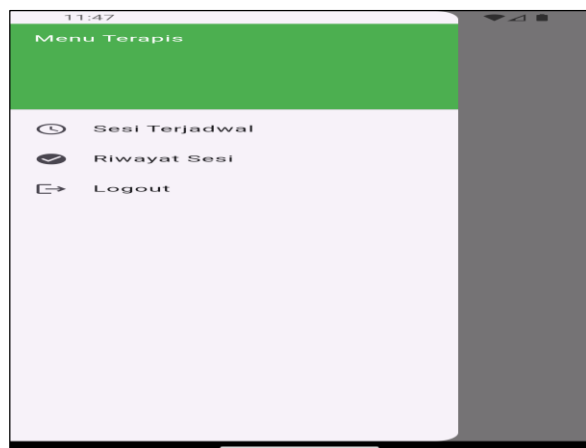 11:47
Menu Terapis
Sesi Terjadwal
Riwayat Sesi
Logout